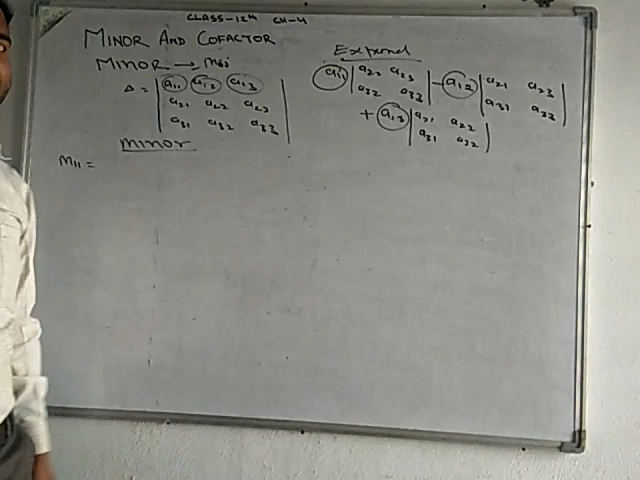 CLASS-12th CH-4
MINOR AND COFACTOR
MINOR → Mij
Δ = | a11 a12 a13 |
| a21 a22 a23 |
| a31 a32 a33 |
Expand
a11 | a22 a23 | - a12 | a21 a23 |
| a32 a33 | | a31 a33 |
+ a13 | a21 a22 |
| a31 a32 |
MINOR
M11 =